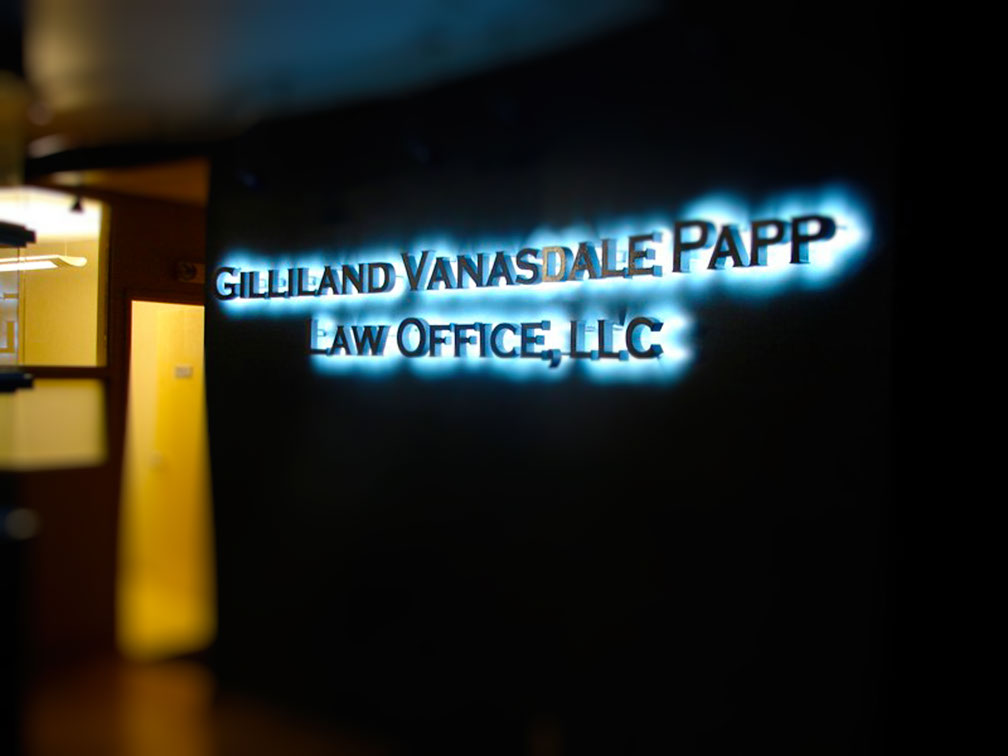 Gilliland Vanasdale Papp
Law Office, LLC